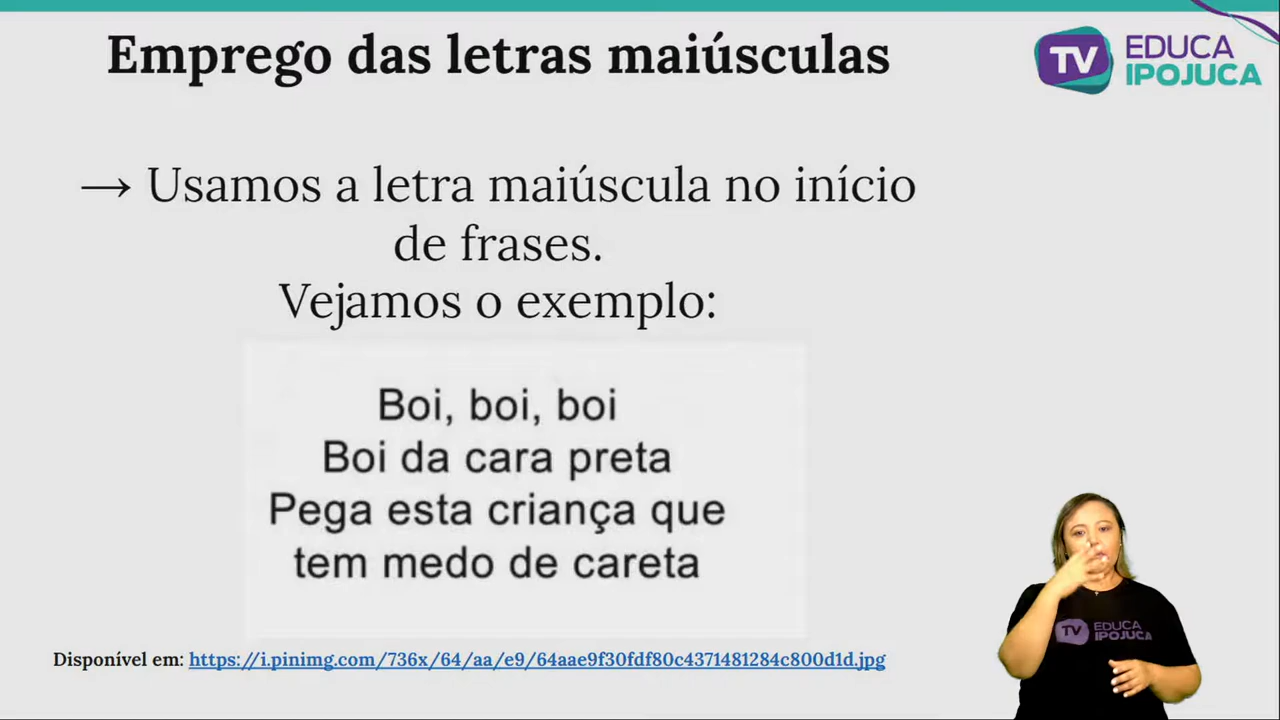 Emprego das letras maiúsculas
TV EDUCA
IPOJUCA
→ Usamos a letra maiúscula no início
de frases.
Vejamos o exemplo:
Boi, boi, boi
Boi da cara preta
Pega esta criança que
tem medo de careta
Disponível em: https://i.pinimg.com/736x/64/aa/e9/64aae9f30fdf80c4371481284c800d1d.jpg
TV EDUCA
IPOJUCA